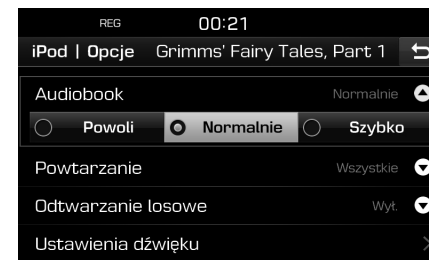 REG 00:21
iPod | Opcje Grimms' Fairy Tales, Part 1
Audiobook Normalnie
Powoli Normalnie Szybko
Powtarzanie Wszystkie
Odtwarzanie losowe Wył.
Ustawienia dźwięku